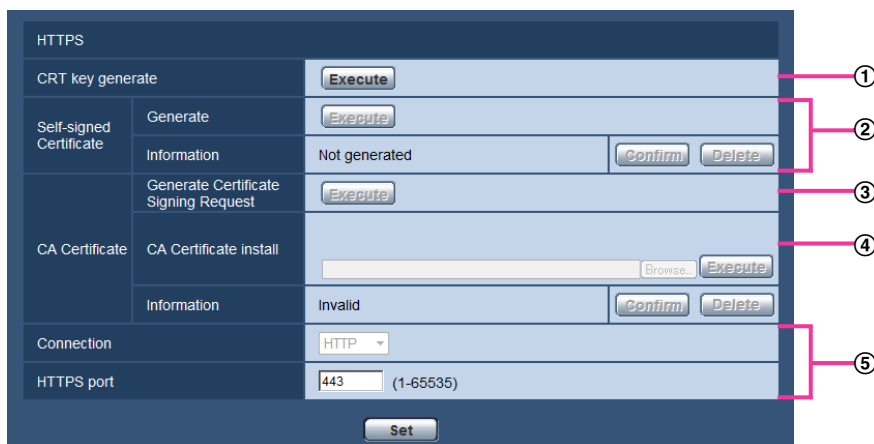 HTTPS
CRT key generate Execute ①
Self-signed Certificate Generate Execute ②
Information Not generated Confirm Delete
CA Certificate Generate Certificate Signing Request Execute ③
CA Certificate install Browse... Execute ④
Information Invalid Confirm Delete
Connection HTTP ⑤
HTTPS port 443 (1-65535)
Set